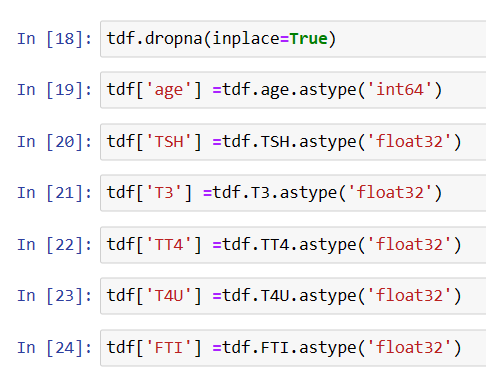 In [18]: tdf.dropna(inplace=True)
In [19]: tdf['age'] =tdf.age.astype('int64')
In [20]: tdf['TSH'] =tdf.TSH.astype('float32')
In [21]: tdf['T3'] =tdf.T3.astype('float32')
In [22]: tdf['TT4'] =tdf.TT4.astype('float32')
In [23]: tdf['T4U'] =tdf.T4U.astype('float32')
In [24]: tdf['FTI'] =tdf.FTI.astype('float32')